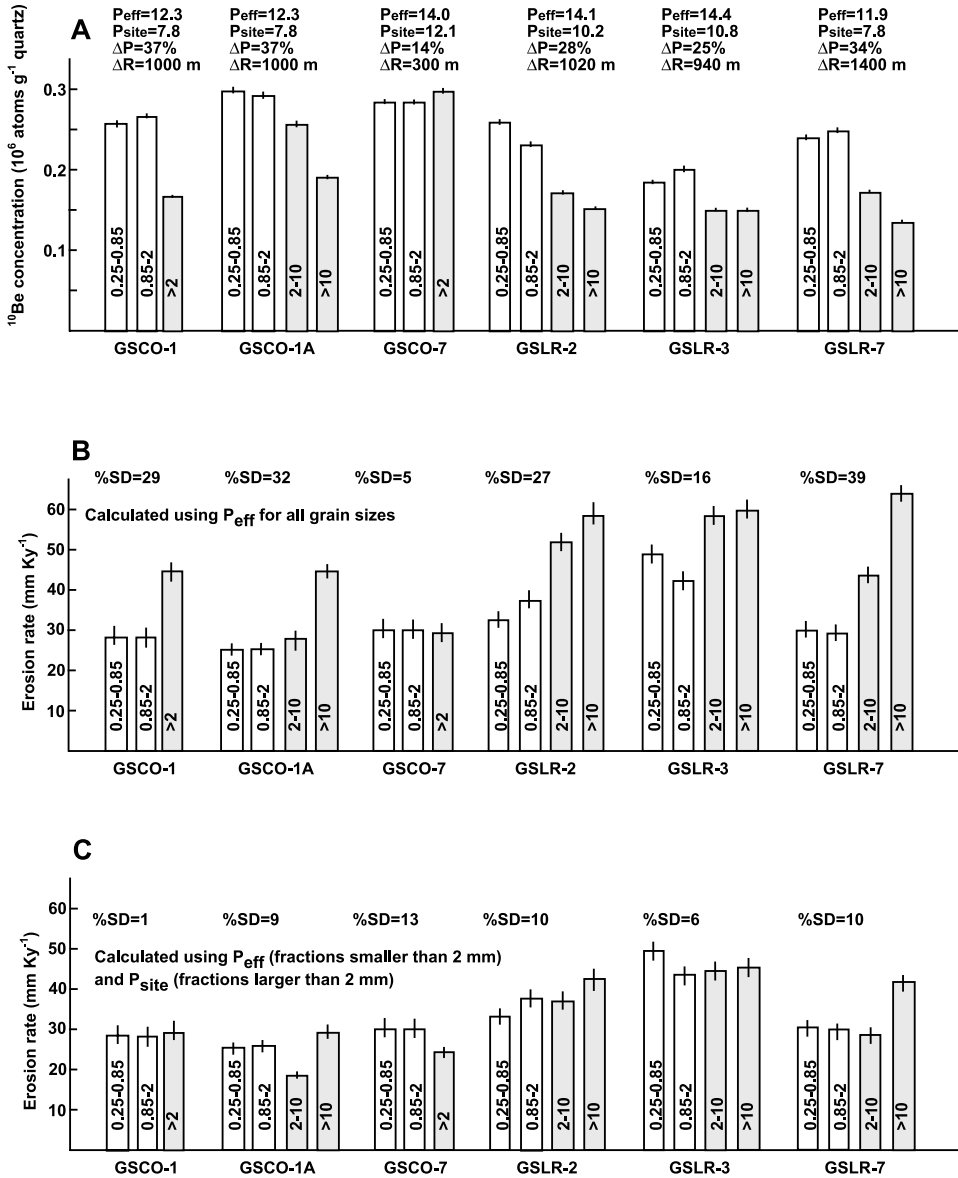 A
Peff=12.3 Peff=12.3 Peff=14.0 Peff=14.1 Peff=14.4 Peff=11.9
Psite=7.8 Psite=7.8 Psite=12.1 Psite=10.2 Psite=10.8 Psite=7.8
ΔP=37% ΔP=37% ΔP=14% ΔP=28% ΔP=25% ΔP=34%
ΔR=1000 m ΔR=1000 m ΔR=300 m ΔR=1020 m ΔR=940 m ΔR=1400 m
¹⁰Be concentration (10⁶ atoms g⁻¹ quartz)
0.3
0.2
0.1
0.25-0.85 0.85-2 >2 0.25-0.85 0.85-2 2-10 >10 0.25-0.85 0.85-2 >2 0.25-0.85 0.85-2 2-10 >10 0.25-0.85 0.85-2 2-10 >10 0.25-0.85 0.85-2 2-10 >10
GSCO-1 GSCO-1A GSCO-7 GSLR-2 GSLR-3 GSLR-7
B
%SD=29 %SD=32 %SD=5 %SD=27 %SD=16 %SD=39
Calculated using Peff for all grain sizes
Erosion rate (mm Ky⁻¹)
60
50
40
30
20
10
0.25-0.85 0.85-2 >2 0.25-0.85 0.85-2 2-10 >10 0.25-0.85 0.85-2 >2 0.25-0.85 0.85-2 2-10 >10 0.25-0.85 0.85-2 2-10 >10 0.25-0.85 0.85-2 2-10 >10
GSCO-1 GSCO-1A GSCO-7 GSLR-2 GSLR-3 GSLR-7
C
%SD=1 %SD=9 %SD=13 %SD=10 %SD=6 %SD=10
Calculated using Peff (fractions smaller than 2 mm)
and Psite (fractions larger than 2 mm)
Erosion rate (mm Ky⁻¹)
60
50
40
30
20
10
0.25-0.85 0.85-2 >2 0.25-0.85 0.85-2 2-10 >10 0.25-0.85 0.85-2 >2 0.25-0.85 0.85-2 2-10 >10 0.25-0.85 0.85-2 2-10 >10 0.25-0.85 0.85-2 2-10 >10
GSCO-1 GSCO-1A GSCO-7 GSLR-2 GSLR-3 GSLR-7